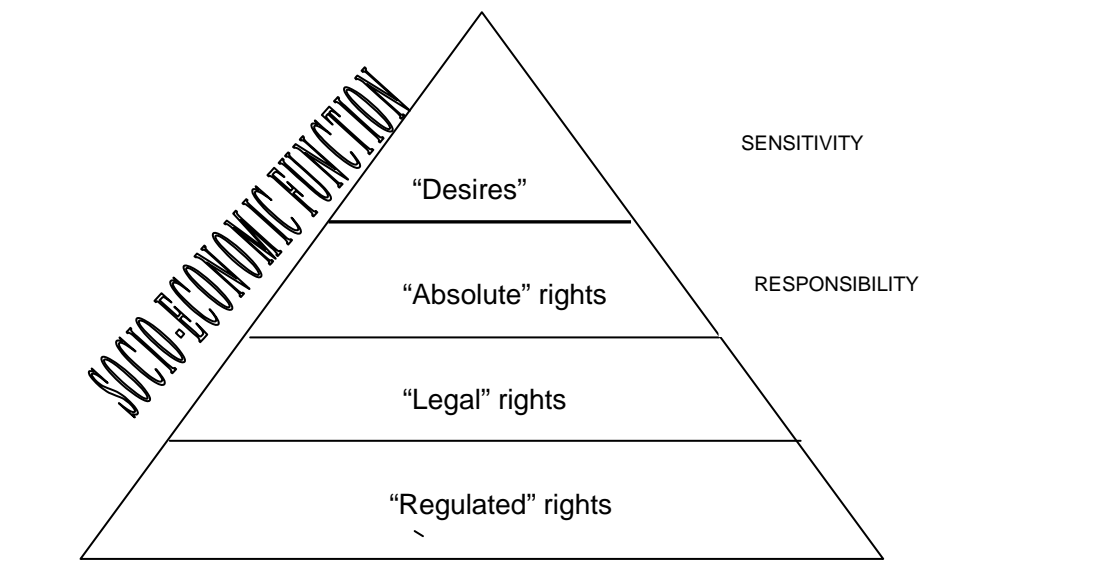 SOCIO-ECONOMIC FUNCTION
SENSITIVITY
“Desires”
RESPONSIBILITY
“Absolute” rights
“Legal” rights
“Regulated” rights